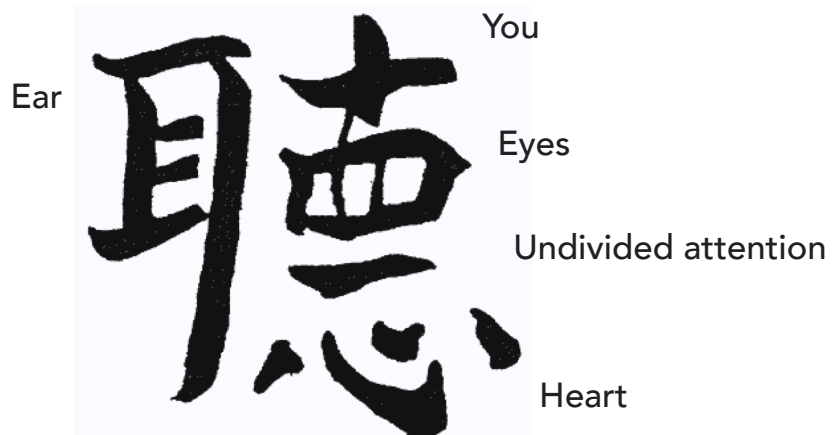 You
Ear
聽
Eyes
Undivided attention
Heart